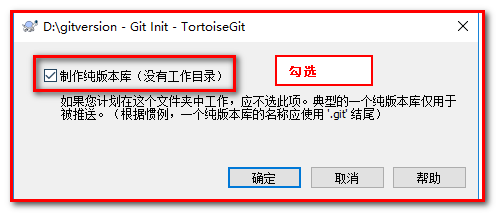 D:\gitversion - Git Init - TortoiseGit
制作纯版本库（没有工作目录）
勾选
如果您计划在这个文件夹中工作，应不选此项。典型的一个纯版本库仅用于
被推送。（根据惯例，一个纯版本库的名称应使用 '.git' 结尾）
确定
取消
帮助